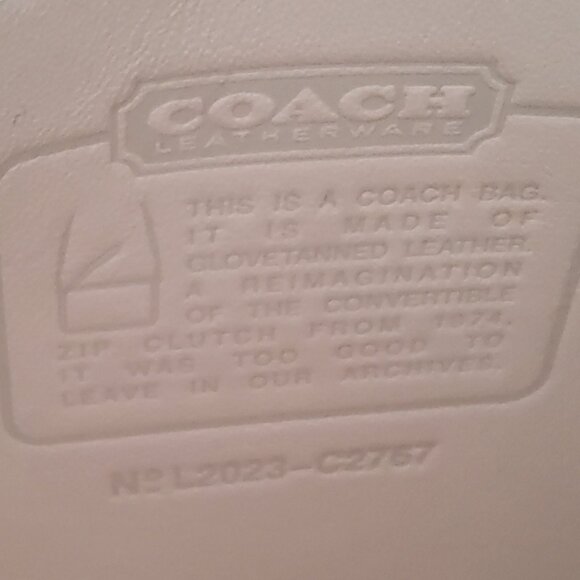 COACH
LEATHERWARE
THIS IS A COACH BAG.
IT IS MADE OF
GLOVETANNED LEATHER.
A REIMAGINATION
OF THE CONVERTIBLE
ZIP CLUTCH FROM 1974.
IT WAS TOO GOOD TO
LEAVE IN OUR ARCHIVES.
Nº L2023-C2767